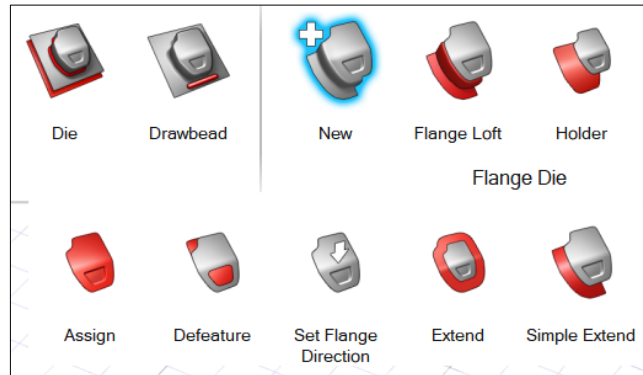 Die
Drawbead
New
Flange Loft
Holder
Flange Die
Assign
Defeature
Set Flange
Direction
Extend
Simple Extend